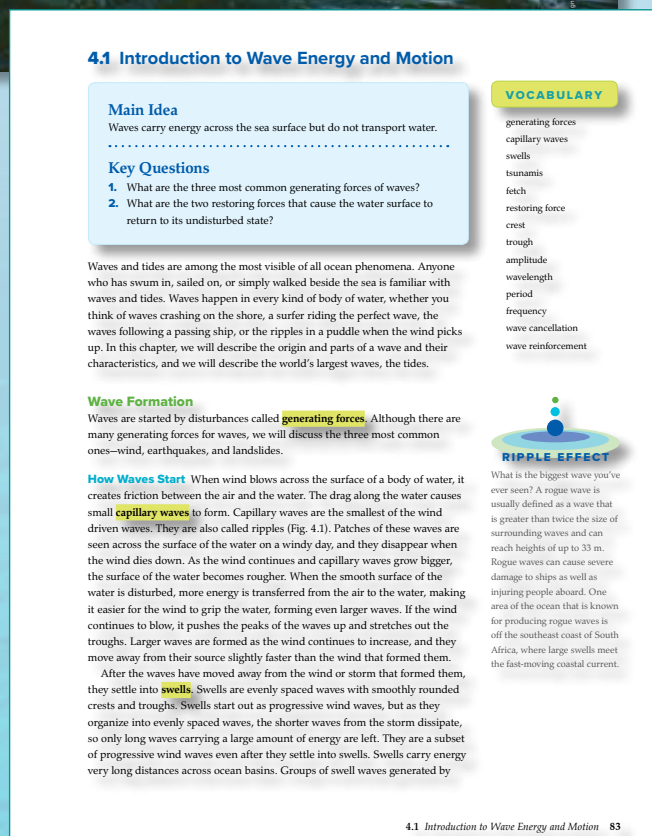 5
4.1 Introduction to Wave Energy and Motion
Main Idea
Waves carry energy across the sea surface but do not transport water.
Key Questions
1. What are the three most common generating forces of waves?
2. What are the two restoring forces that cause the water surface to
return to its undisturbed state?
Waves and tides are among the most visible of all ocean phenomena. Anyone
who has swum in, sailed on, or simply walked beside the sea is familiar with
waves and tides. Waves happen in every kind of body of water, whether you
think of waves crashing on the shore, a surfer riding the perfect wave, the
waves following a passing ship, or the ripples in a puddle when the wind picks
up. In this chapter, we will describe the origin and parts of a wave and their
characteristics, and we will describe the world's largest waves, the tides.
Wave Formation
Waves are started by disturbances called generating forces. Although there are
many generating forces for waves, we will discuss the three most common
ones—wind, earthquakes, and landslides.
How Waves Start When wind blows across the surface of a body of water, it
creates friction between the air and the water. The drag along the water causes
small capillary waves to form. Capillary waves are the smallest of the wind
driven waves. They are also called ripples (Fig. 4.1). Patches of these waves are
seen across the surface of the water on a windy day, and they disappear when
the wind dies down. As the wind continues and capillary waves grow bigger,
the surface of the water becomes rougher. When the smooth surface of the
water is disturbed, more energy is transferred from the air to the water, making
it easier for the wind to grip the water, forming even larger waves. If the wind
continues to blow, it pushes the peaks of the waves up and stretches out the
troughs. Larger waves are formed as the wind continues to increase, and they
move away from their source slightly faster than the wind that formed them.
After the waves have moved away from the wind or storm that formed them,
they settle into swells. Swells are evenly spaced waves with smoothly rounded
crests and troughs. Swells start out as progressive wind waves, but as they
organize into evenly spaced waves, the shorter waves from the storm dissipate,
so only long waves carrying a large amount of energy are left. They are a subset
of progressive wind waves even after they settle into swells. Swells carry energy
very long distances across ocean basins. Groups of swell waves generated by
VOCABULARY
generating forces
capillary waves
swells
tsunamis
fetch
restoring force
crest
trough
amplitude
wavelength
period
frequency
wave cancellation
wave reinforcement
RIPPLE EFFECT
What is the biggest wave you've
ever seen? A rogue wave is
usually defined as a wave that
is greater than twice the size of
surrounding waves and can
reach heights of up to 33 m.
Rogue waves can cause severe
damage to ships as well as
injuring people aboard. One
area of the ocean that is known
for producing rogue waves is
off the southeast coast of South
Africa, where large swells meet
the fast-moving coastal current.
4.1 Introduction to Wave Energy and Motion 83